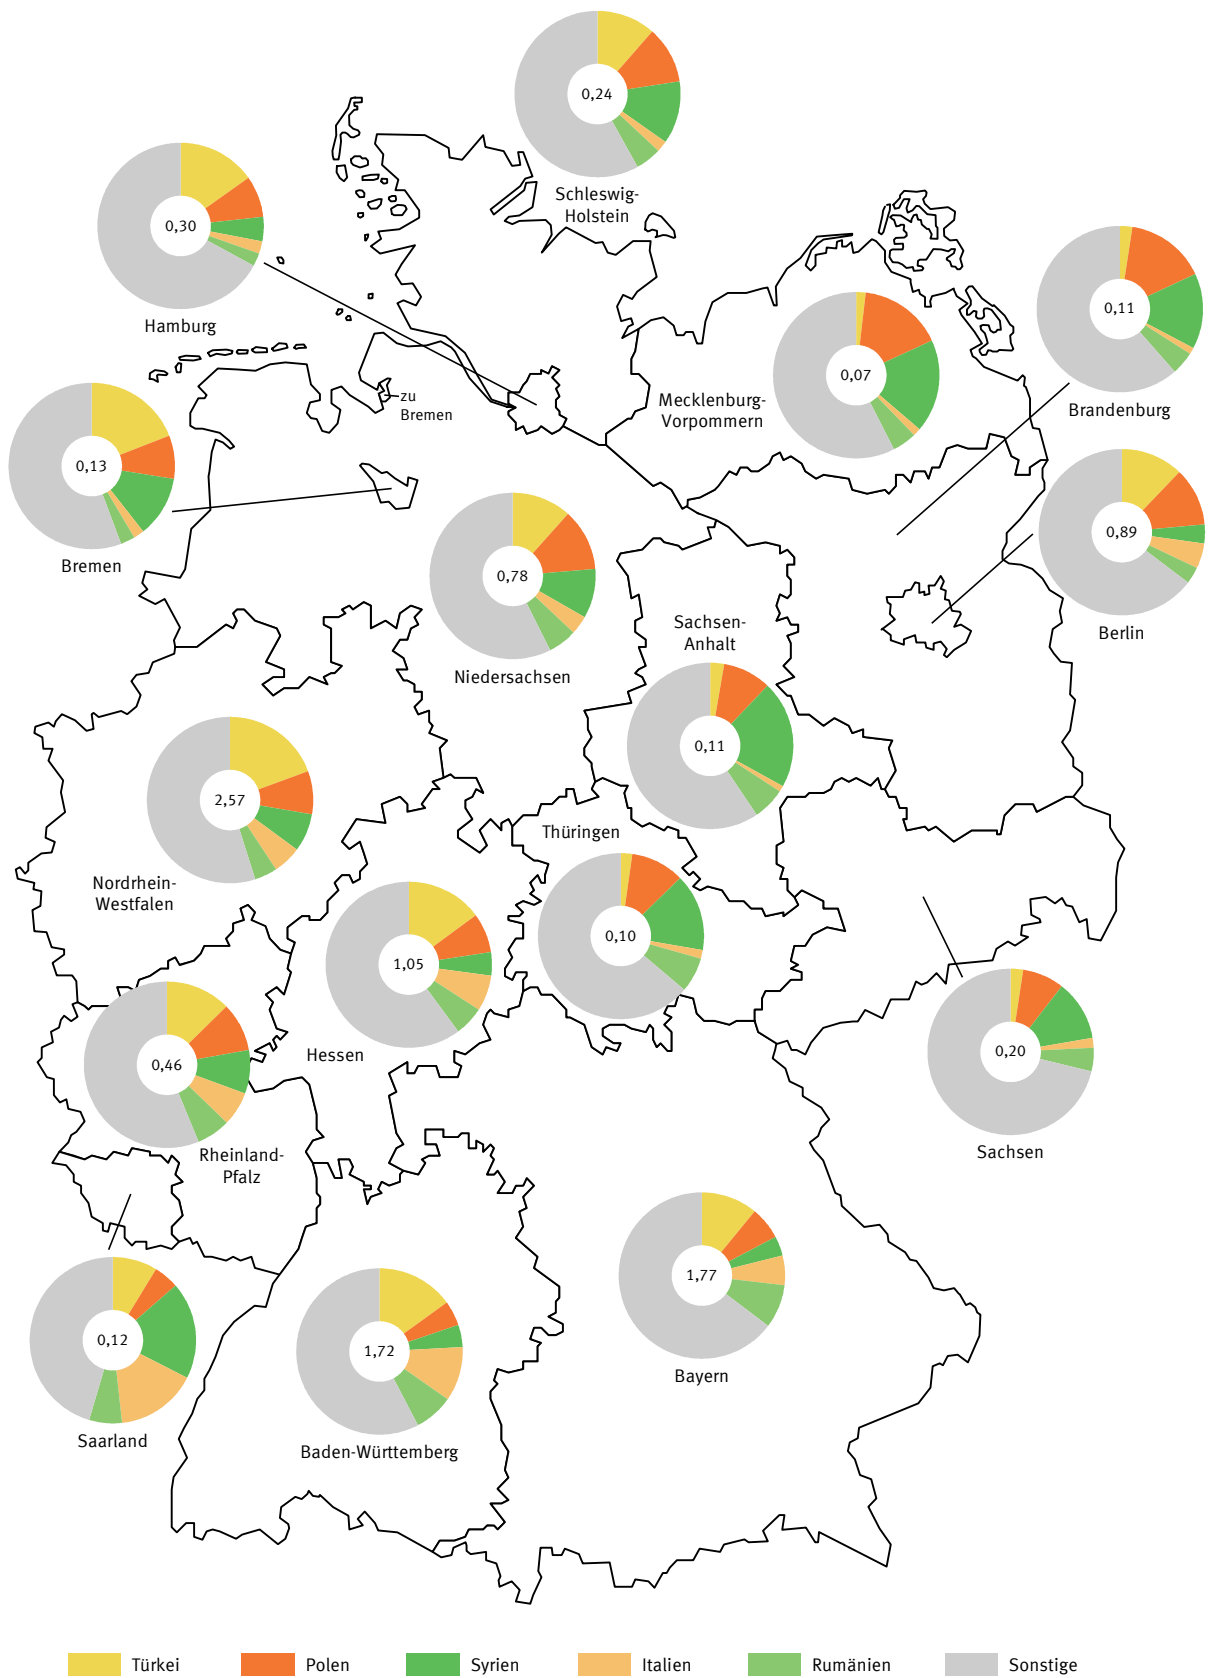 0,24
Schleswig-
Holstein
0,30
Hamburg
0,11
Brandenburg
0,07
Mecklenburg-
Vorpommern
zu
Bremen
0,13
Bremen
0,89
Berlin
0,78
Niedersachsen
Sachsen-
Anhalt
0,11
2,57
Nordrhein-
Westfalen
Thüringen
0,10
1,05
Hessen
0,46
Rheinland-
Pfalz
0,20
Sachsen
1,77
Bayern
0,12
Saarland
1,72
Baden-Württemberg
Türkei
Polen
Syrien
Italien
Rumänien
Sonstige